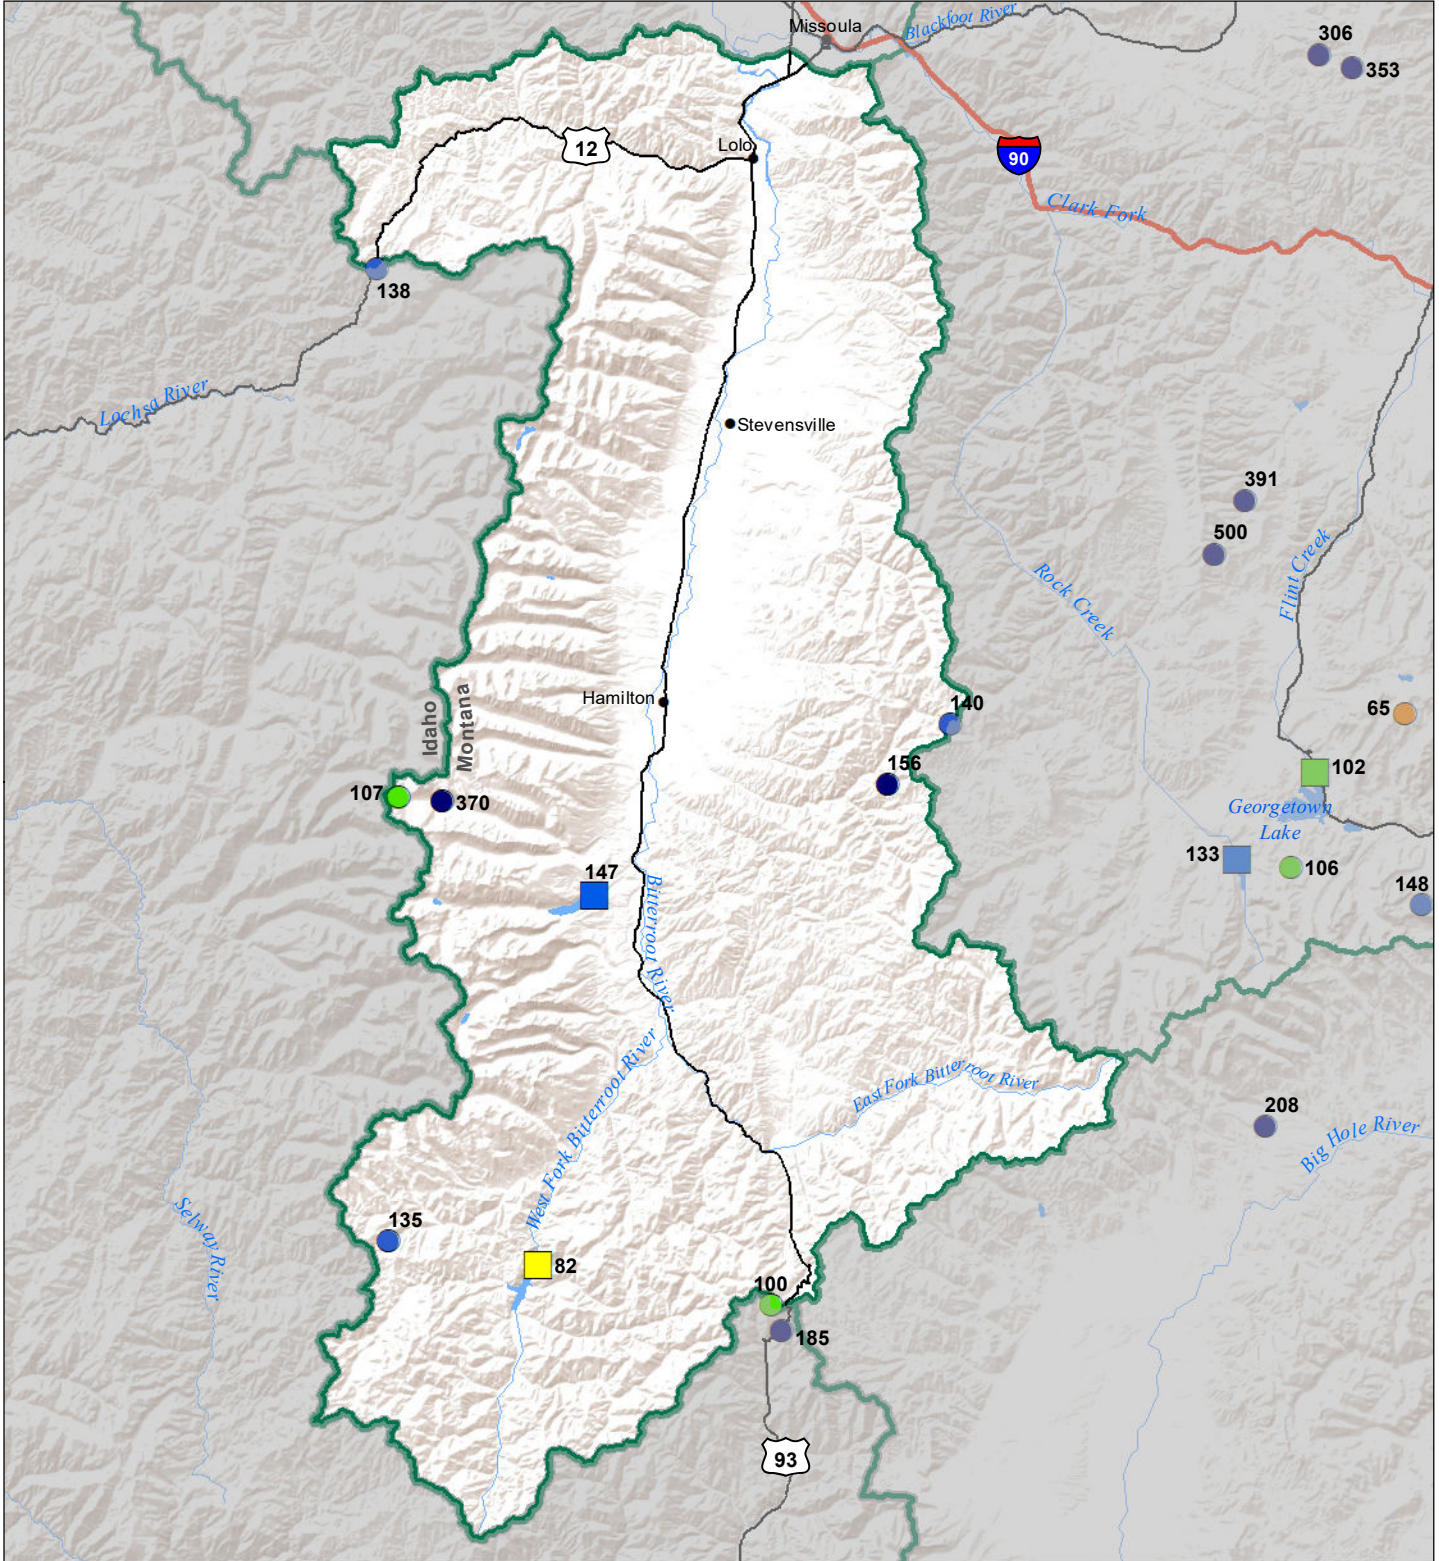 Missoula
Blackfoot River
306
353
12
Lolo
90
Clark Fork
138
Lochsa River
Stevensville
391
500
Flint Creek
Rock Creek
Idaho
Montana
Hamilton
140
65
156
102
107
370
Georgetown
Lake
133
106
147
148
Bitterroot River
West Fork Bitterroot River
East Fork Bitterroot River
208
Big Hole River
Selway River
135
82
100
185
93